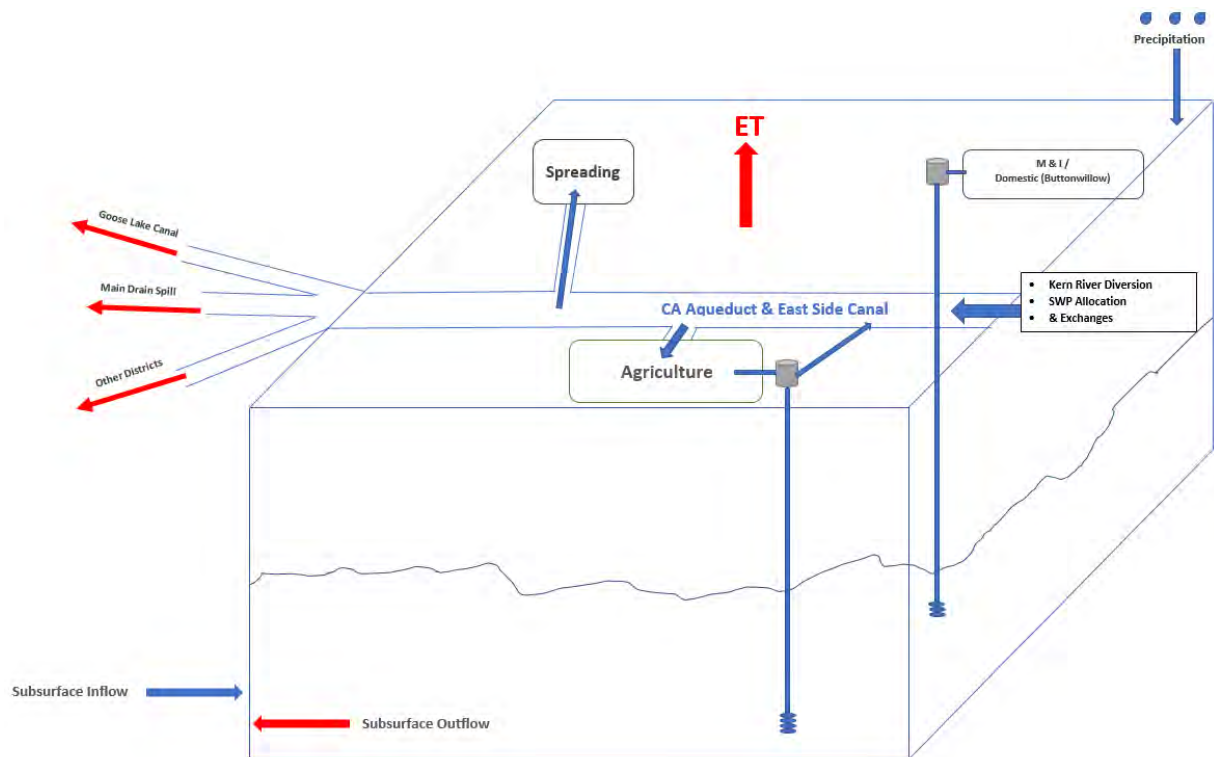 Precipitation
ET
Spreading
M & I /
Domestic (Buttonwillow)
Goose Lake Canal
Main Drain Spill
Other Districts
CA Aqueduct & East Side Canal
• Kern River Diversion
• SWP Allocation
• & Exchanges
Agriculture
Subsurface Inflow
Subsurface Outflow